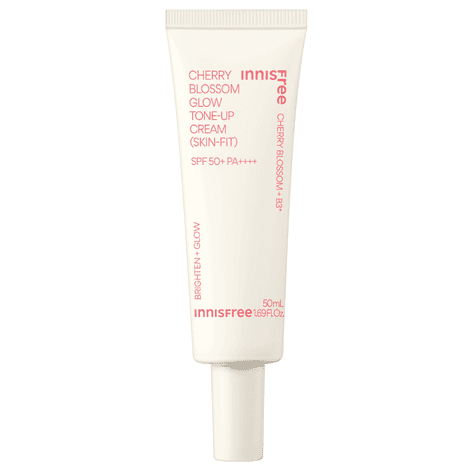 CHERRY
BLOSSOM
GLOW
TONE-UP
CREAM
(SKIN-FIT)
SPF 50+ PA++++
innisfree
CHERRY BLOSSOM + B3*
BRIGHTEN + GLOW
50mL
innisfree 1.69 Fl.Oz.